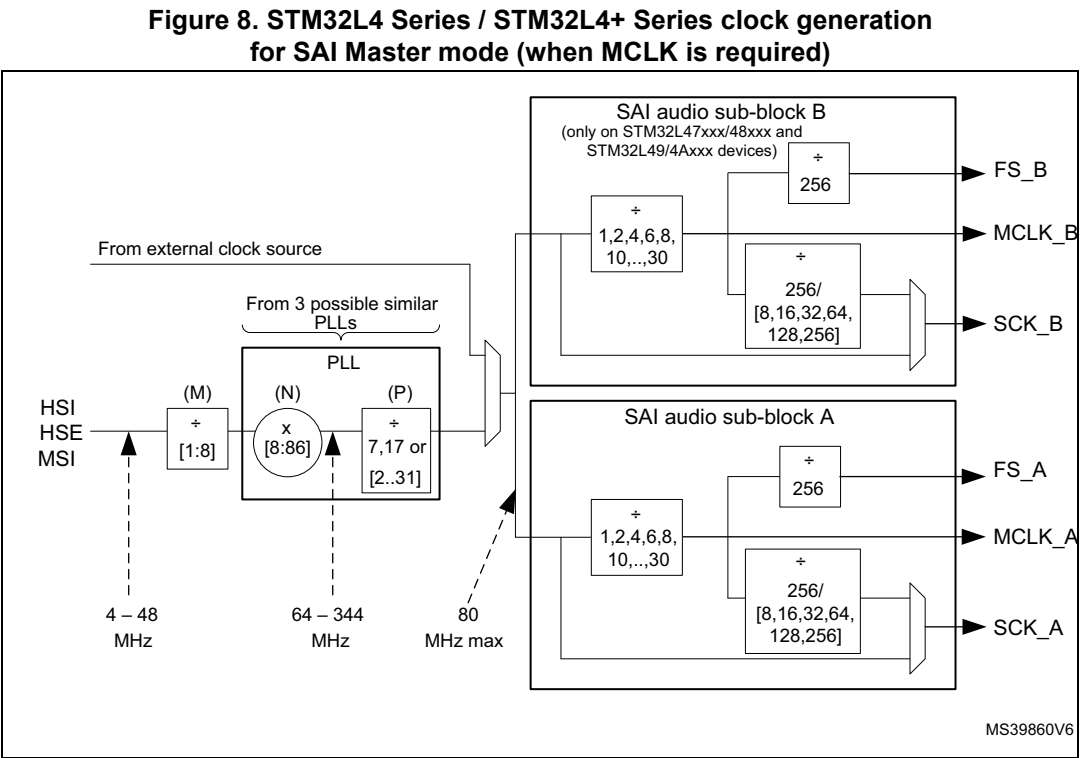 Figure 8. STM32L4 Series / STM32L4+ Series clock generation
for SAI Master mode (when MCLK is required)
SAI audio sub-block B
(only on STM32L47xxx/48xxx and
STM32L49/4Axxx devices)
÷
256
FS_B
÷
1,2,4,6,8,
10,..,30
MCLK_B
÷
256/
[8,16,32,64,
128,256]
SCK_B
From external clock source
From 3 possible similar
PLLs
PLL
HSI
HSE
MSI
(M)
÷
[1:8]
(N)
x
[8:86]
(P)
÷
7,17 or
[2..31]
4 – 48
MHz
64 – 344
MHz
80
MHz max
SAI audio sub-block A
÷
256
FS_A
÷
1,2,4,6,8,
10,..,30
MCLK_A
÷
256/
[8,16,32,64,
128,256]
SCK_A
MS39860V6